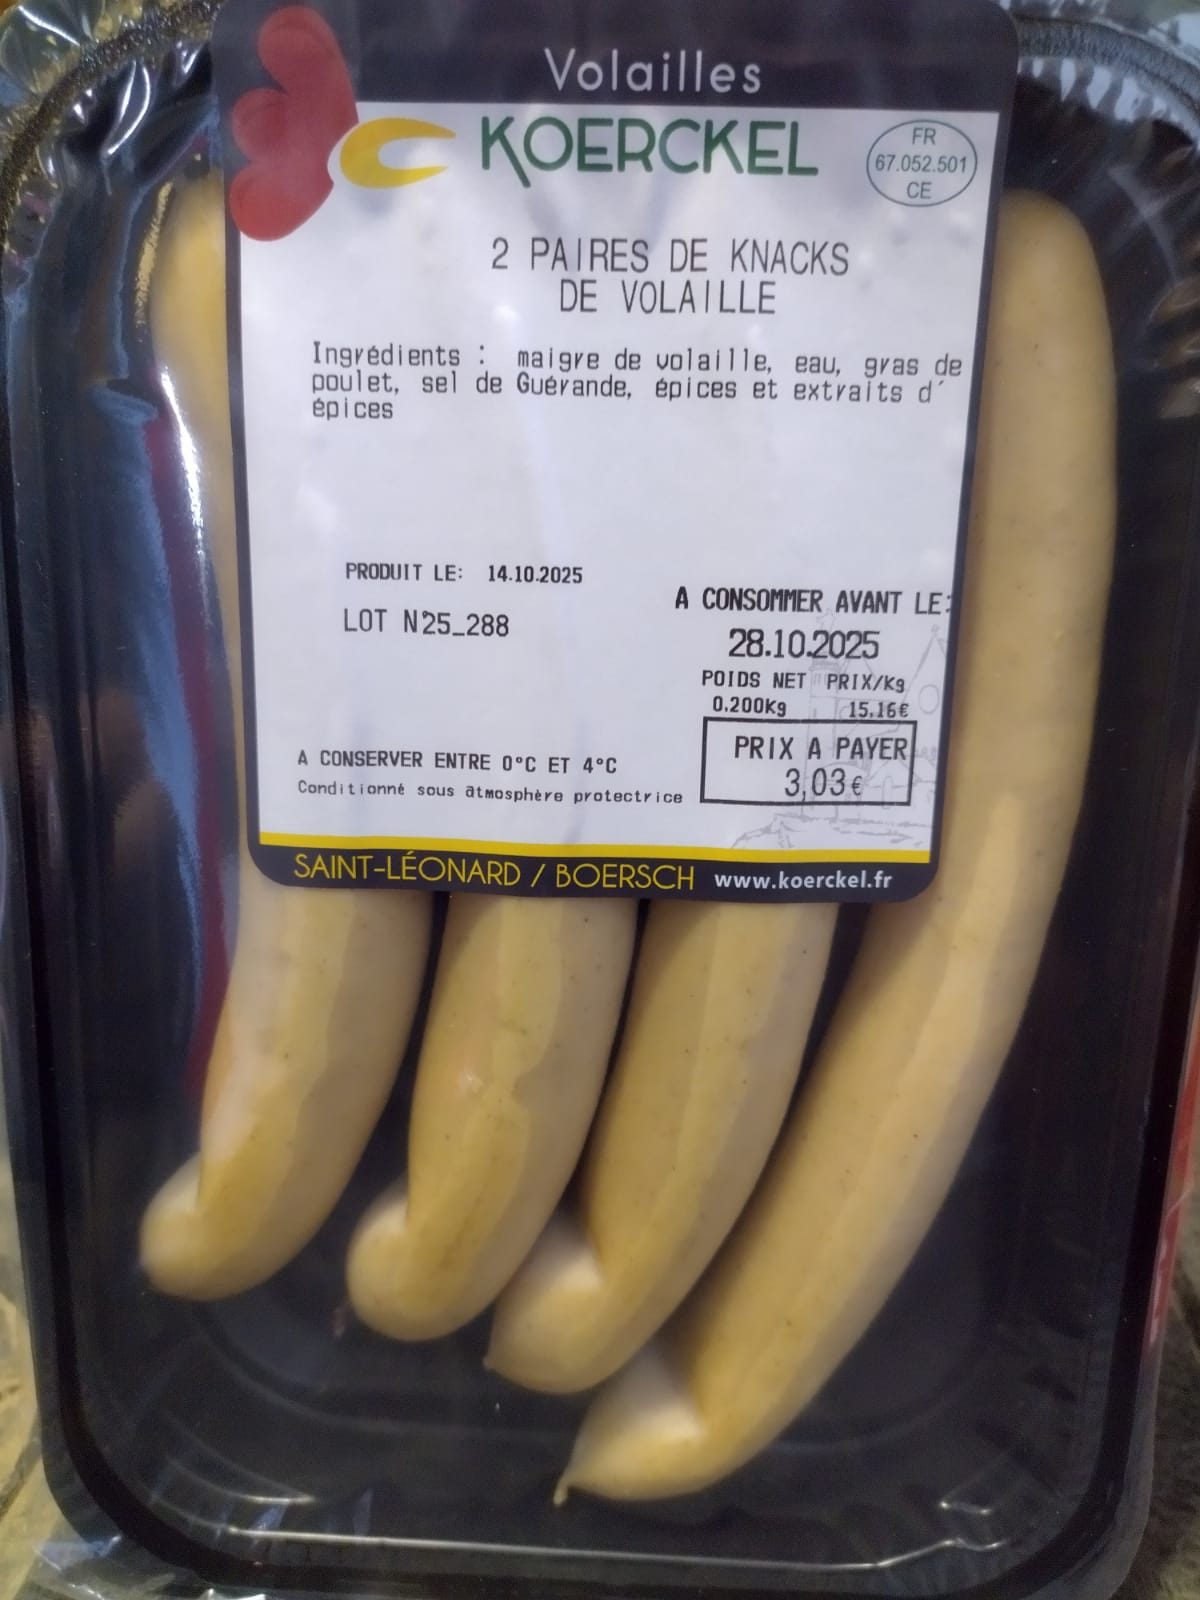 Volailles
KOERCKEL
FR
67.052.501
CE
2 PAIRES DE KNACKS
DE VOLAILLE
Ingrédients : maigre de volaille, eau, gras de
poulet, sel de Guérande, épices et extraits d´
épices
PRODUIT LE: 14.10.2025
LOT N25_288
A CONSOMMER AVANT LE:
28.10.2025
POIDS NET PRIX/Kg
0.200Kg 15,16€
PRIX A PAYER
3,03€
A CONSERVER ENTRE 0°C ET 4°C
Conditionné sous atmosphère protectrice
SAINT-LÉONARD / BOERSCH www.koerckel.fr